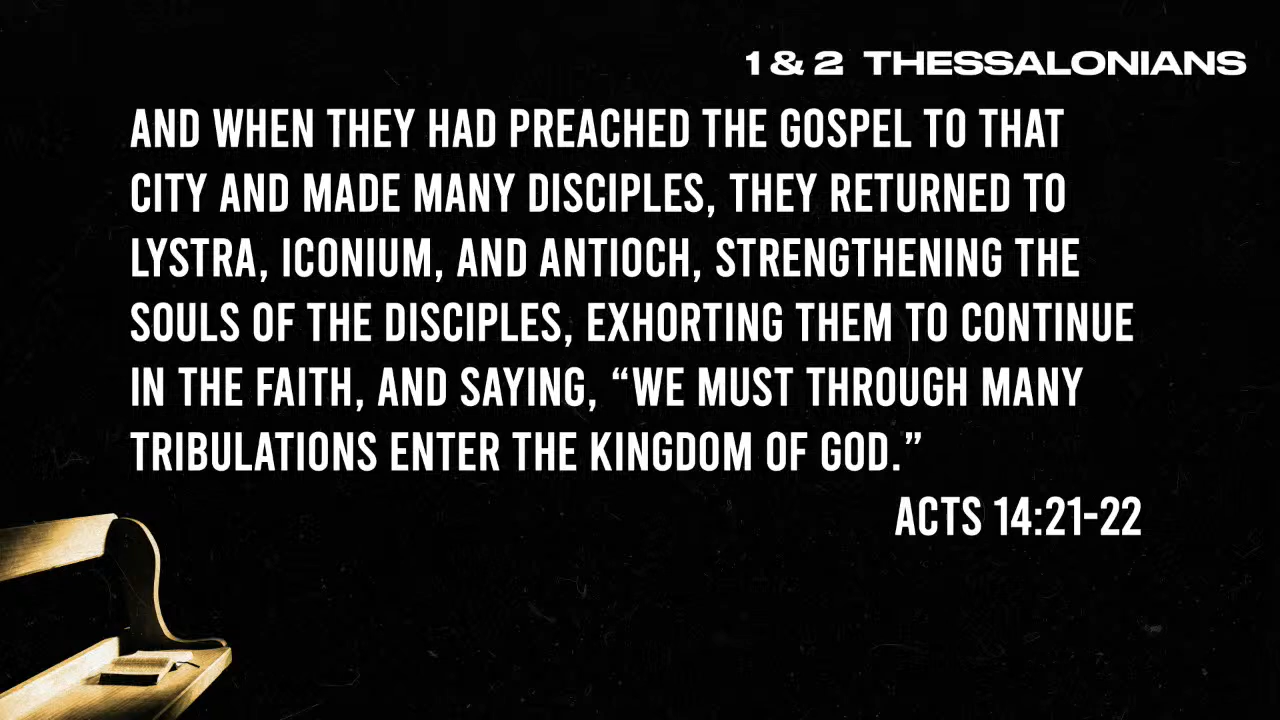 1 & 2 THESSALONIANS
AND WHEN THEY HAD PREACHED THE GOSPEL TO THAT
CITY AND MADE MANY DISCIPLES, THEY RETURNED TO
LYSTRA, ICONIUM, AND ANTIOCH, STRENGTHENING THE
SOULS OF THE DISCIPLES, EXHORTING THEM TO CONTINUE
IN THE FAITH, AND SAYING, “WE MUST THROUGH MANY
TRIBULATIONS ENTER THE KINGDOM OF GOD.”
ACTS 14:21-22